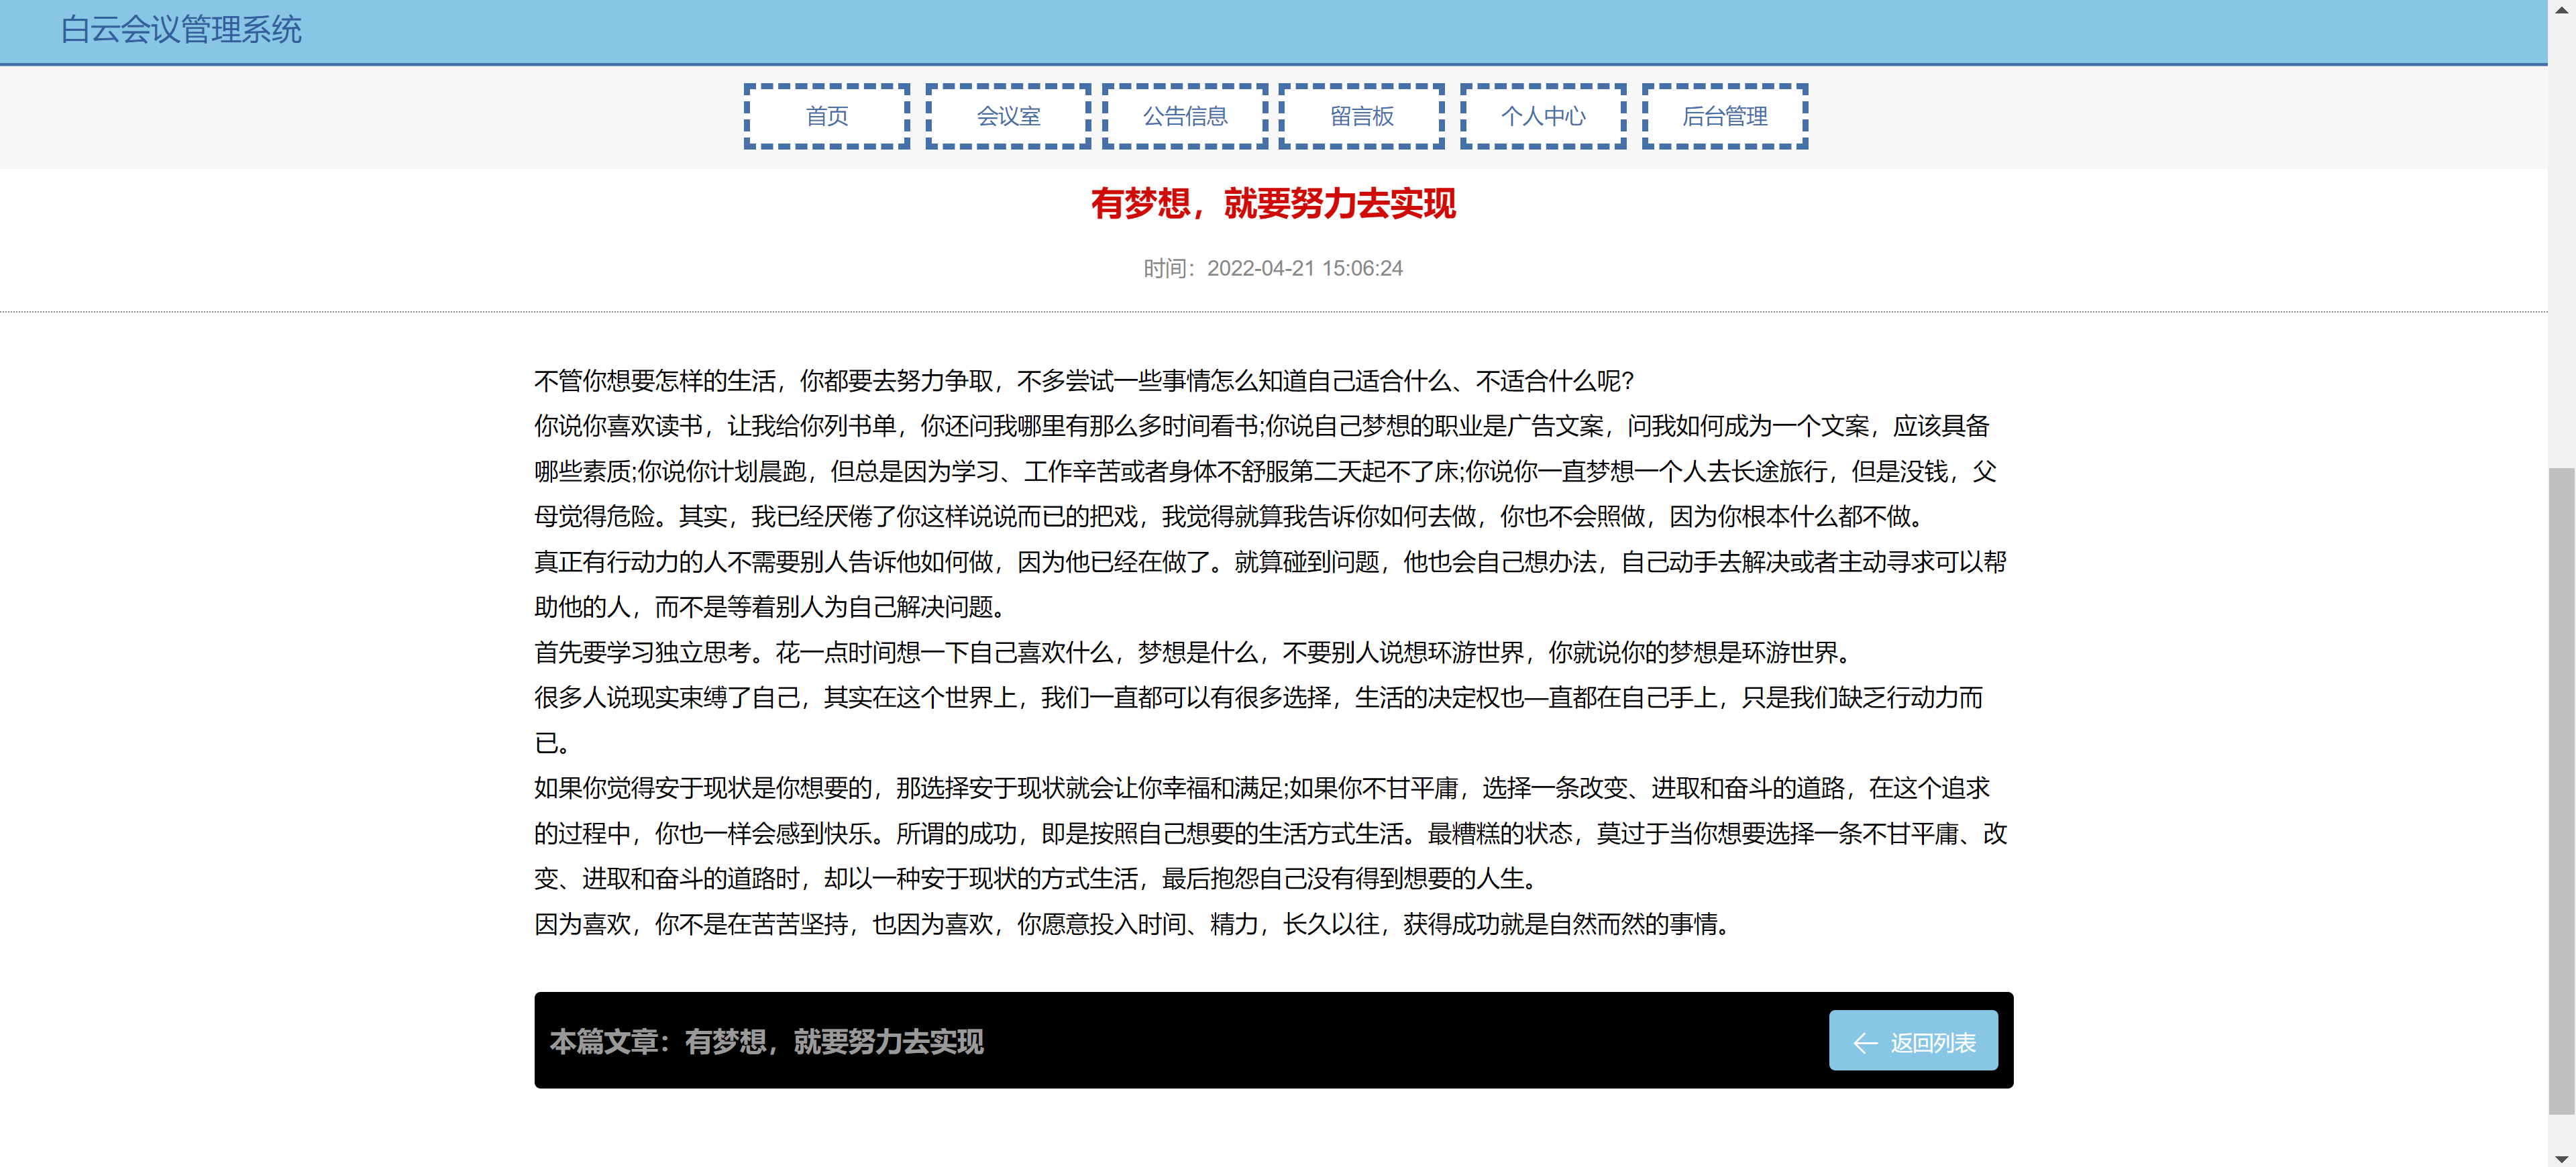 白云会议管理系统
首页 会议室 公告信息 留言板 个人中心 后台管理
有梦想，就要努力去实现
时间：2022-04-21 15:06:24
不管你想要怎样的生活，你都要去努力争取，不多尝试一些事情怎么知道自己适合什么、不适合什么呢?
你说你喜欢读书，让我给你列书单，你还问我哪里有那么多时间看书;你说自己梦想的职业是广告文案，问我如何成为一个文案，应该具备
哪些素质;你说你计划晨跑，但总是因为学习、工作辛苦或者身体不舒服第二天起不了床;你说你一直梦想一个人去长途旅行，但是没钱，父
母觉得危险。其实，我已经厌倦了你这样说说而已的把戏，我觉得就算我告诉你如何去做，你也不会照做，因为你根本什么都不做。
真正有行动力的人不需要别人告诉他如何做，因为他已经在做了。就算碰到问题，他也会自己想办法，自己动手去解决或者主动寻求可以帮
助他的人，而不是等着别人为自己解决问题。
首先要学习独立思考。花一点时间想一下自己喜欢什么，梦想是什么，不要别人说想环游世界，你就说你的梦想是环游世界。
很多人说现实束缚了自己，其实在这个世界上，我们一直都可以有很多选择，生活的决定权也—直都在自己手上，只是我们缺乏行动力而
已。
如果你觉得安于现状是你想要的，那选择安于现状就会让你幸福和满足;如果你不甘平庸，选择一条改变、进取和奋斗的道路，在这个追求
的过程中，你也一样会感到快乐。所谓的成功，即是按照自己想要的生活方式生活。最糟糕的状态，莫过于当你想要选择一条不甘平庸、改
变、进取和奋斗的道路时，却以一种安于现状的方式生活，最后抱怨自己没有得到想要的人生。
因为喜欢，你不是在苦苦坚持，也因为喜欢，你愿意投入时间、精力，长久以往，获得成功就是自然而然的事情。
本篇文章：有梦想，就要努力去实现
返回列表